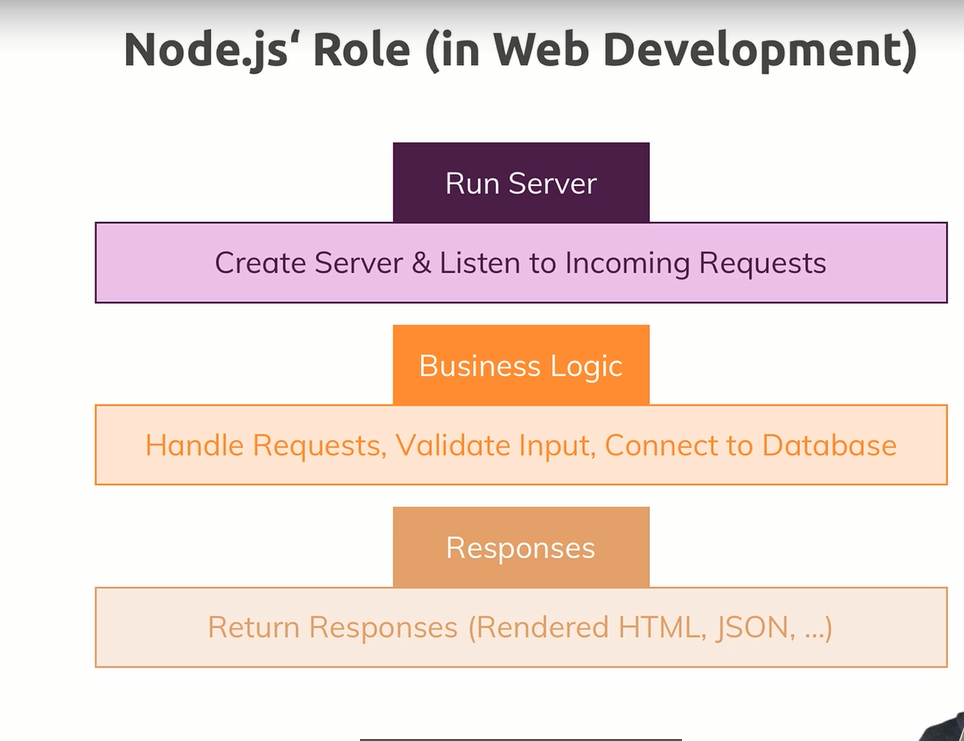 Node.js‘ Role (in Web Development)
Run Server
Create Server & Listen to Incoming Requests
Business Logic
Handle Requests, Validate Input, Connect to Database
Responses
Return Responses (Rendered HTML, JSON, ...)